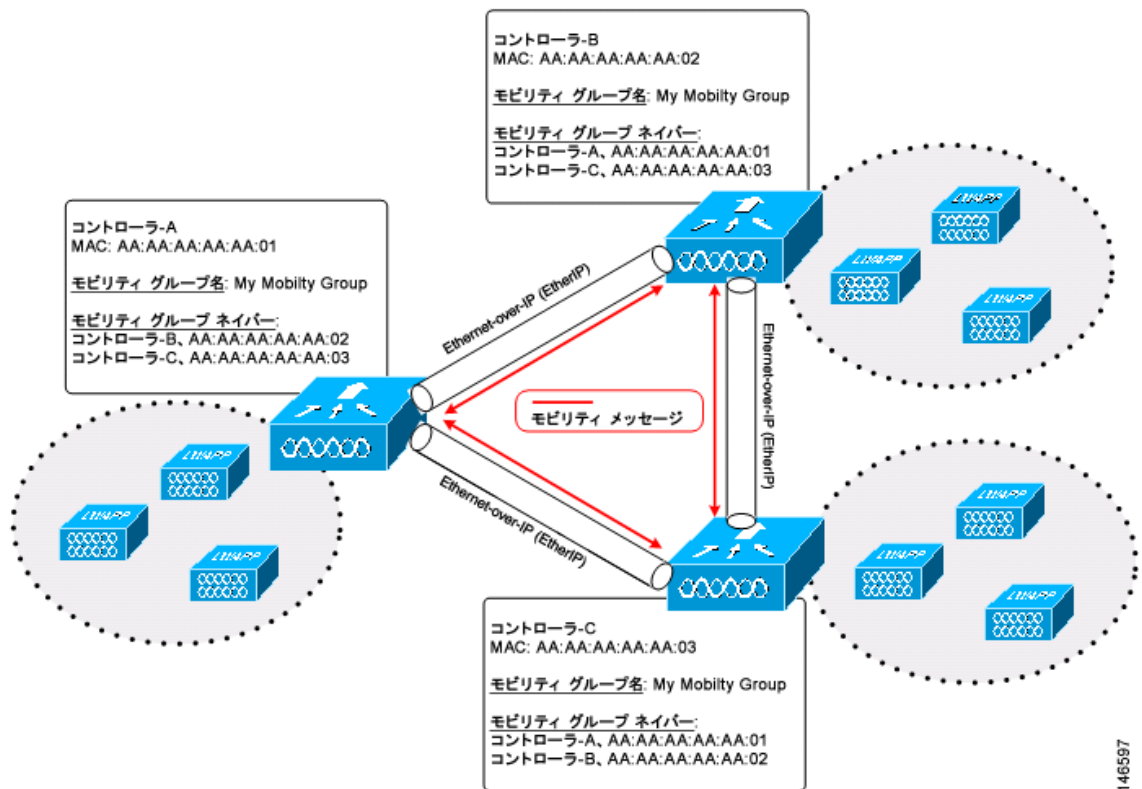 コントローラ-B
MAC: AA:AA:AA:AA:AA:02
モビリティ グループ名: My Mobilty Group
モビリティ グループ ネイバー:
コントローラ-A、AA:AA:AA:AA:AA:01
コントローラ-C、AA:AA:AA:AA:AA:03
コントローラ-A
MAC: AA:AA:AA:AA:AA:01
モビリティ グループ名: My Mobilty Group
モビリティ グループ ネイバー:
コントローラ-B、AA:AA:AA:AA:AA:02
コントローラ-C、AA:AA:AA:AA:AA:03
LWAPP
LWAPP
LWAPP
Ethernet-over-IP (EtherIP)
Ethernet-over-IP (EtherIP)
モビリティ メッセージ
LWAPP
LWAPP
LWAPP
Ethernet-over-IP (EtherIP)
LWAPP
LWAPP
LWAPP
コントローラ-C
MAC: AA:AA:AA:AA:AA:03
モビリティ グループ名: My Mobilty Group
モビリティ グループ ネイバー:
コントローラ-A、AA:AA:AA:AA:AA:01
コントローラ-B、AA:AA:AA:AA:AA:02
146597